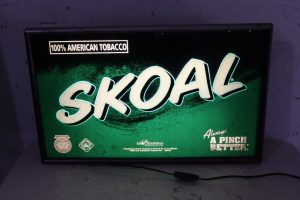 100% AMERICAN TOBACCO
SKOAL
Always
A PINCH
BETTER.